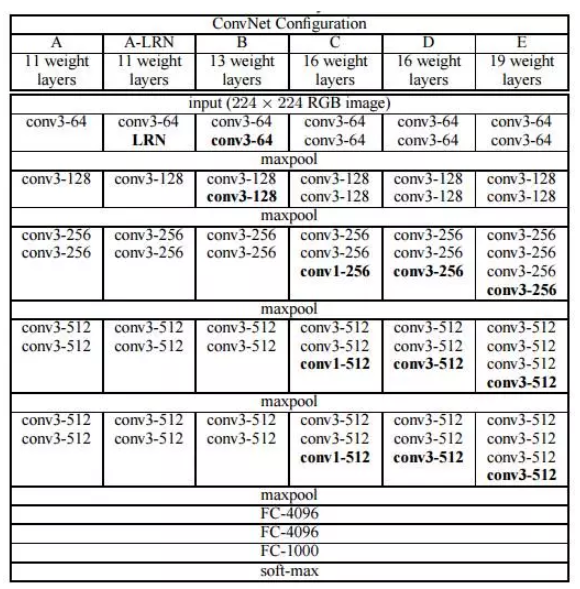 ConvNet Configuration
A A-LRN B C D E
11 weight 11 weight 13 weight 16 weight 16 weight 19 weight
layers layers layers layers layers layers
input (224 × 224 RGB image)
conv3-64 conv3-64 conv3-64 conv3-64 conv3-64 conv3-64
LRN conv3-64 conv3-64 conv3-64 conv3-64
maxpool
conv3-128 conv3-128 conv3-128 conv3-128 conv3-128 conv3-128
conv3-128 conv3-128 conv3-128 conv3-128
maxpool
conv3-256 conv3-256 conv3-256 conv3-256 conv3-256 conv3-256
conv3-256 conv3-256 conv3-256 conv3-256 conv3-256 conv3-256
conv1-256 conv3-256 conv3-256
conv3-256
maxpool
conv3-512 conv3-512 conv3-512 conv3-512 conv3-512 conv3-512
conv3-512 conv3-512 conv3-512 conv3-512 conv3-512 conv3-512
conv1-512 conv3-512 conv3-512
conv3-512
maxpool
conv3-512 conv3-512 conv3-512 conv3-512 conv3-512 conv3-512
conv3-512 conv3-512 conv3-512 conv3-512 conv3-512 conv3-512
conv1-512 conv3-512 conv3-512
conv3-512
maxpool
FC-4096
FC-4096
FC-1000
soft-max